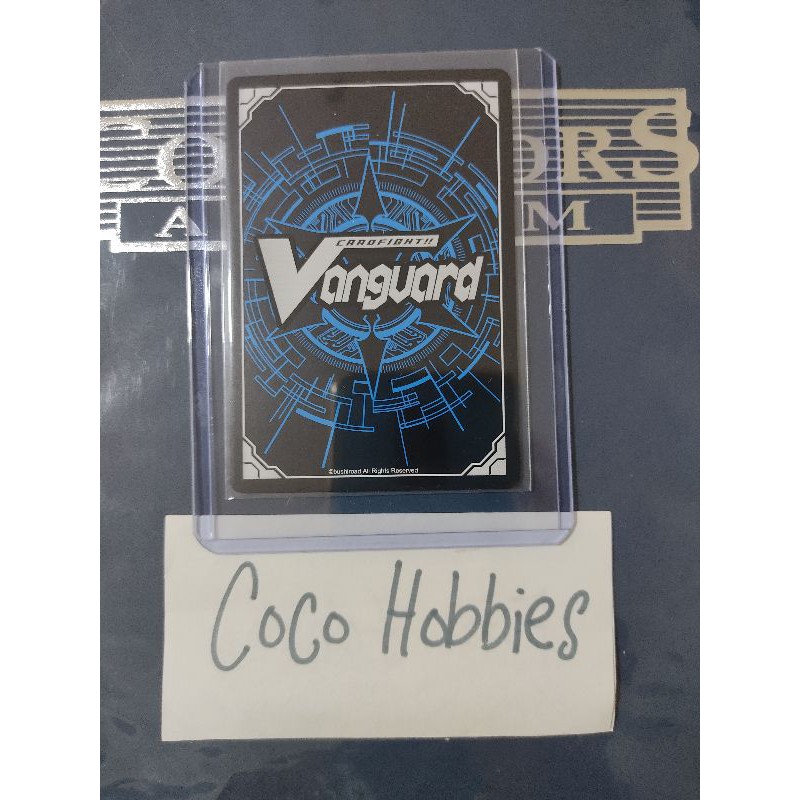 CARDFIGHT!!
Vanguard
©bushiroad All Rights Reserved
Coco Hobbies